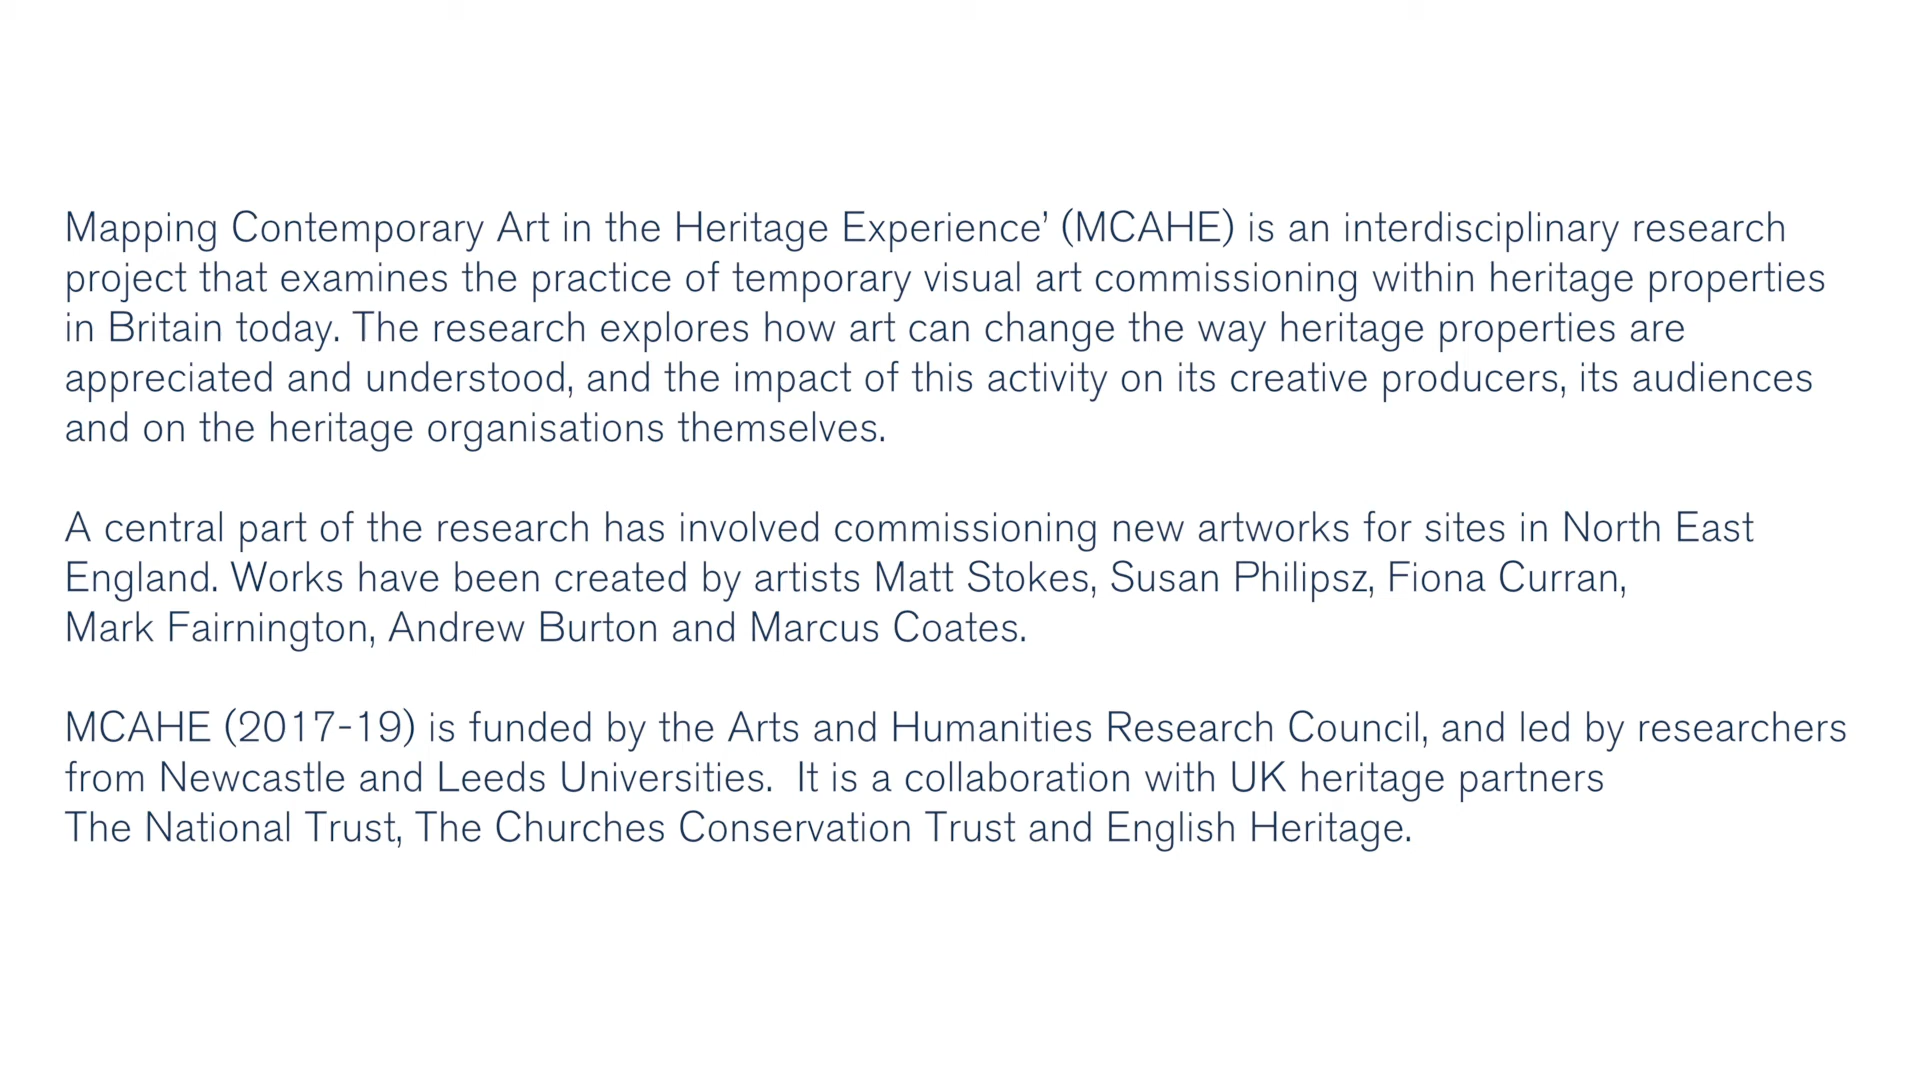 Mapping Contemporary Art in the Heritage Experience’ (MCAHE) is an interdisciplinary research
project that examines the practice of temporary visual art commissioning within heritage properties
in Britain today. The research explores how art can change the way heritage properties are
appreciated and understood, and the impact of this activity on its creative producers, its audiences
and on the heritage organisations themselves.
A central part of the research has involved commissioning new artworks for sites in North East
England. Works have been created by artists Matt Stokes, Susan Philipsz, Fiona Curran,
Mark Fairnington, Andrew Burton and Marcus Coates.
MCAHE (2017-19) is funded by the Arts and Humanities Research Council, and led by researchers
from Newcastle and Leeds Universities.  It is a collaboration with UK heritage partners
The National Trust, The Churches Conservation Trust and English Heritage.